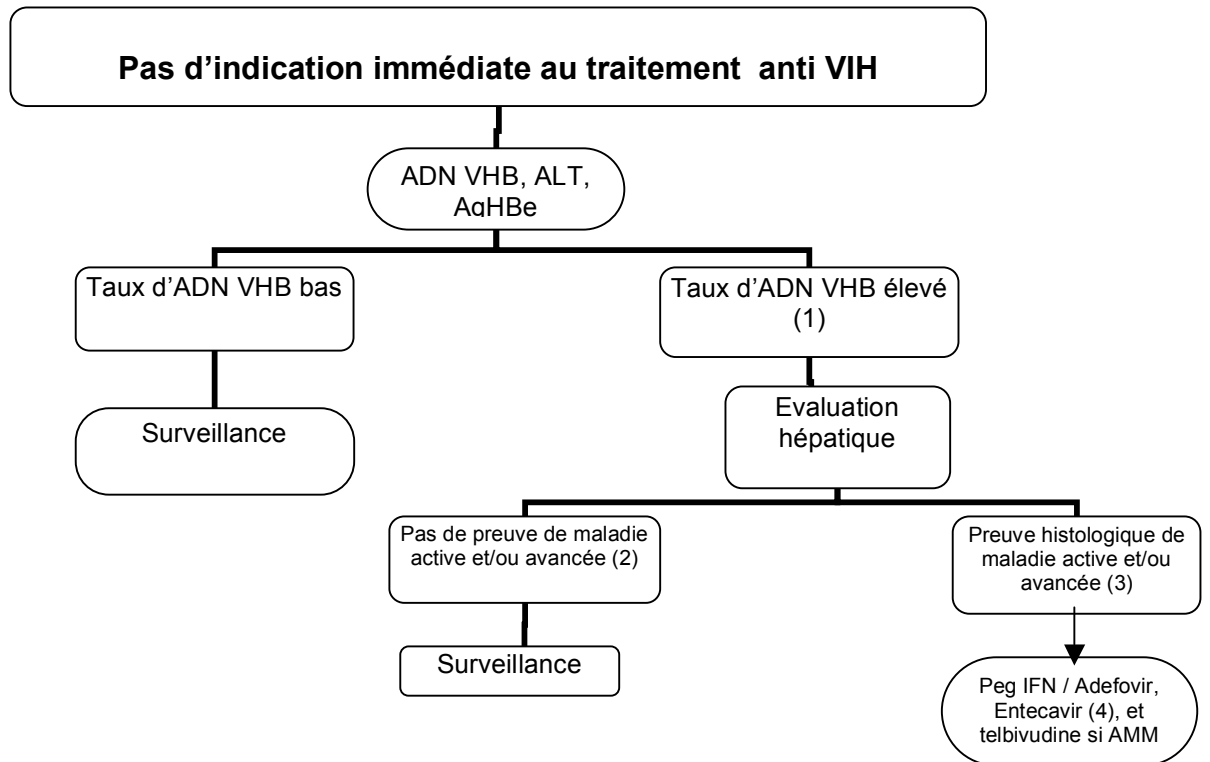 Pas d’indication immédiate au traitement anti VIH
ADN VHB, ALT,
AgHBe
Taux d’ADN VHB bas
Taux d’ADN VHB élevé
(1)
Surveillance
Evaluation
hépatique
Pas de preuve de maladie
active et/ou avancée (2)
Preuve histologique de
maladie active et/ou
avancée (3)
Surveillance
Peg IFN / Adefovir,
Entecavir (4), et
telbivudine si AMM